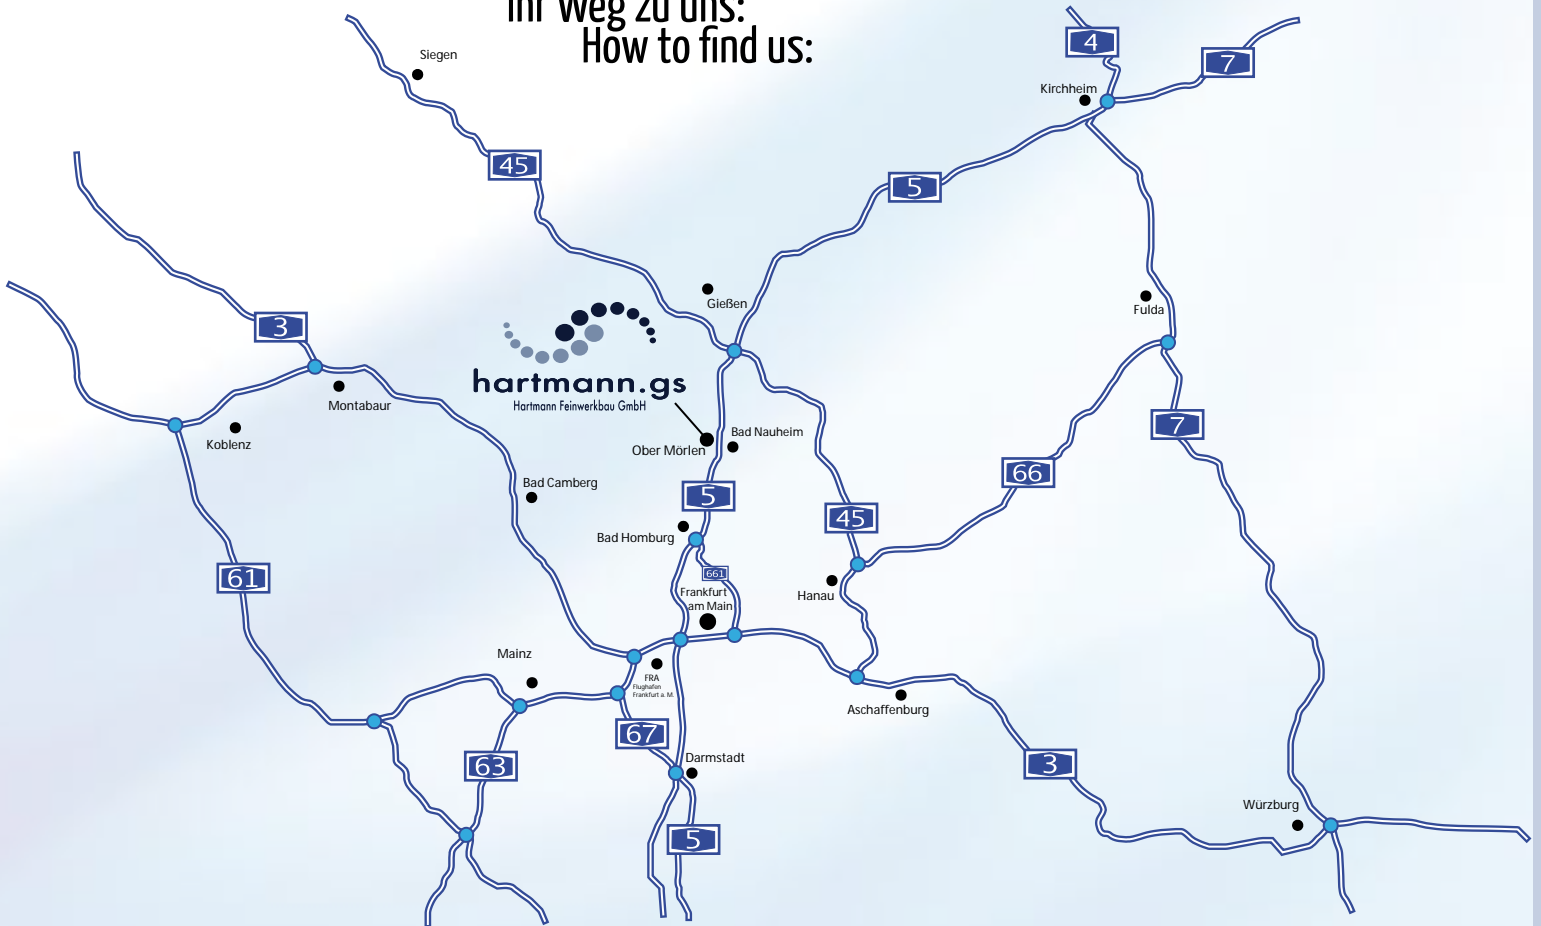 Ihr Weg zu uns:
How to find us:
4
7
Siegen
Kirchheim
45
5
3
Gießen
Fulda
hartmann.gs
Hartmann Feinwerkbau GmbH
Montabaur
Koblenz
Bad Nauheim
Ober Mörlen
7
66
Bad Camberg
5
45
Bad Homburg
661
61
Frankfurt
am Main
Hanau
Mainz
FRA
Flughafen
Frankfurt a. M.
Aschaffenburg
67
63
Darmstadt
3
Würzburg
5